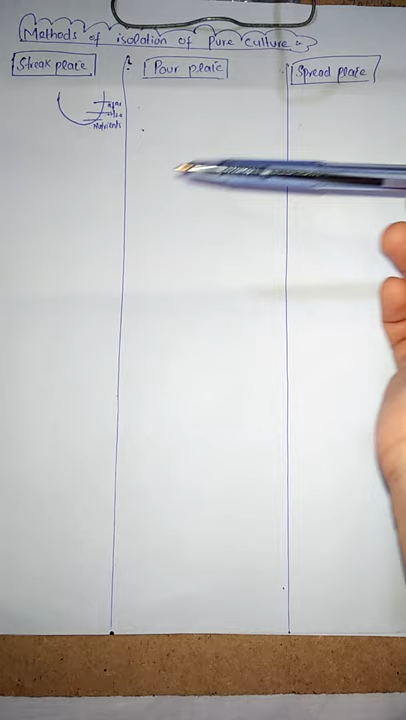 Methods of isolation of pure culture :-
Streak plate
Pour plate
Spread plate
agar
Nutrients